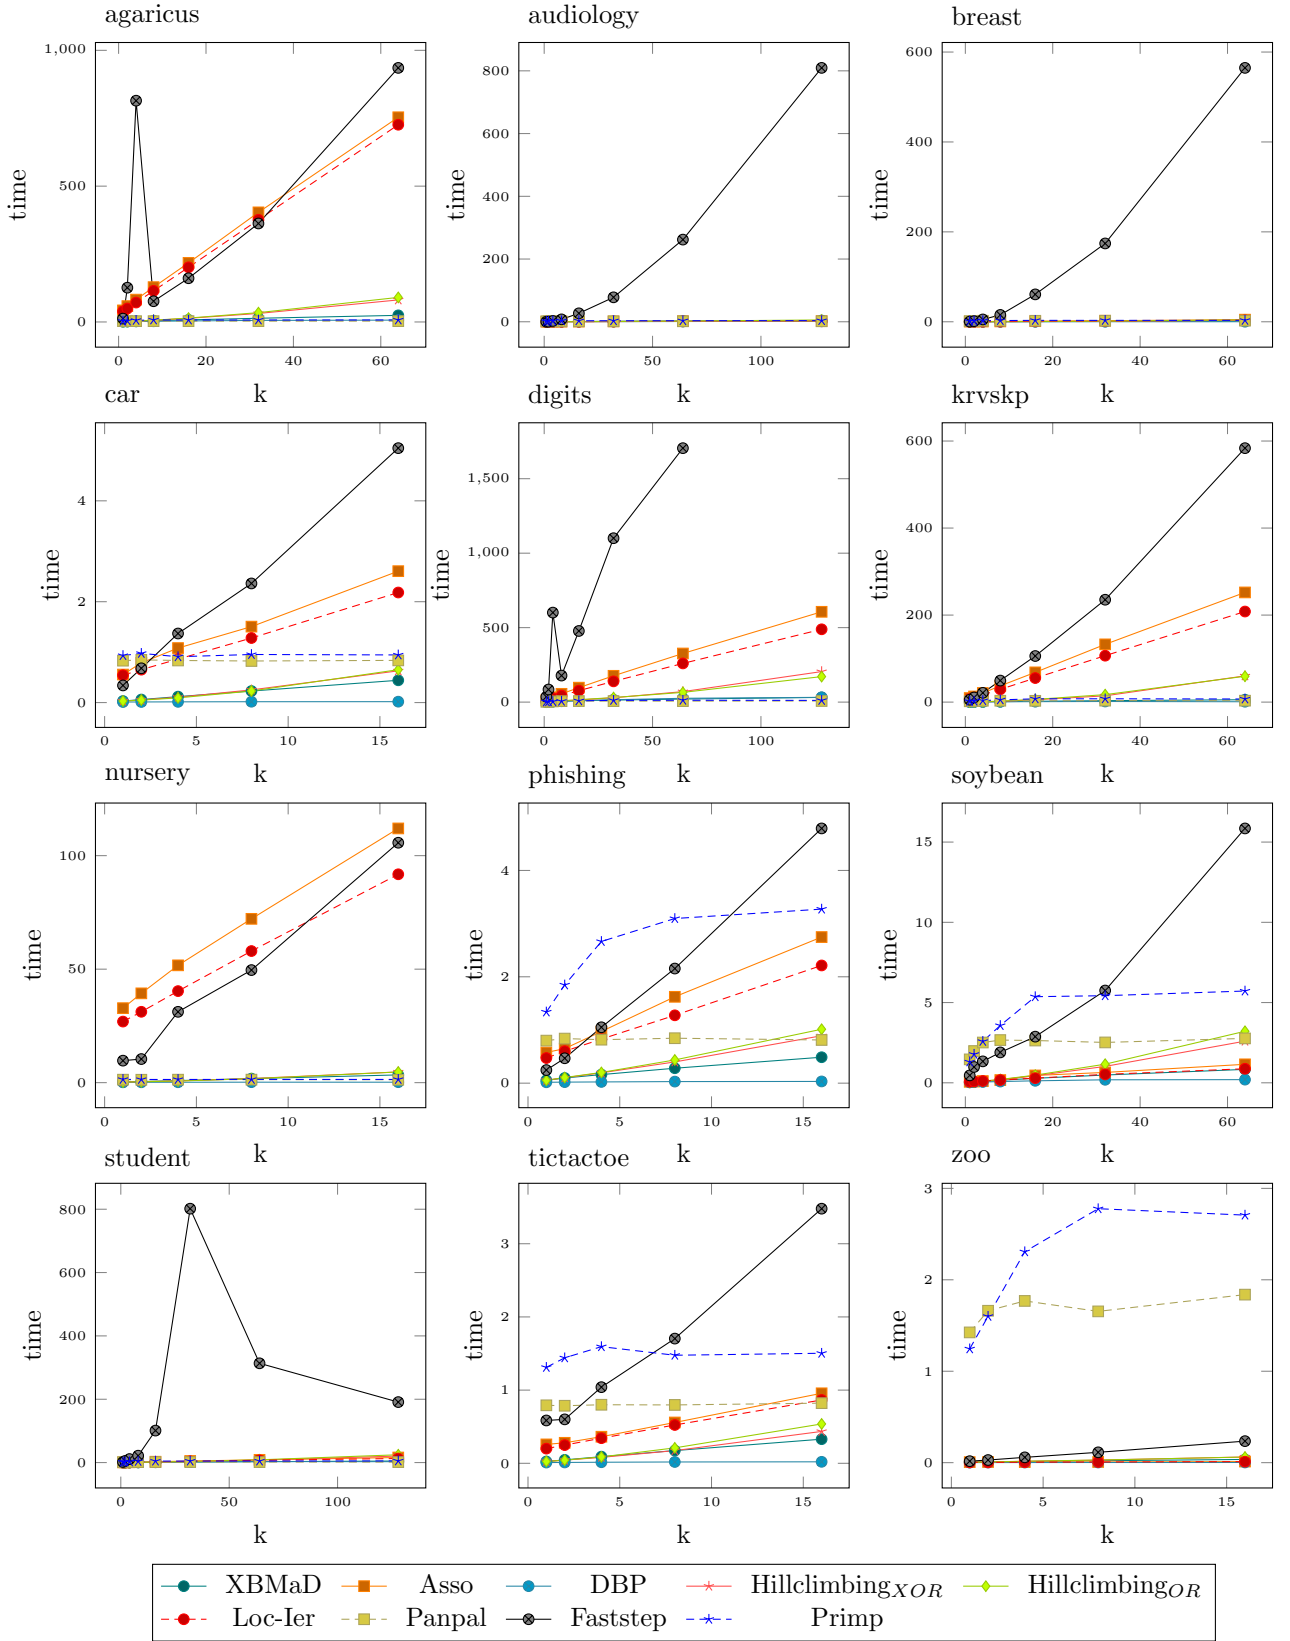 agaricus
audiology
breast
1,000
500
0
time
0 20 40 60
k
800
600
400
200
0
time
0 50 100
k
600
400
200
0
time
0 20 40 60
k
car
digits
krvskp
4
2
0
time
0 5 10 15
k
1,500
1,000
500
0
time
0 50 100
k
600
400
200
0
time
0 20 40 60
k
nursery
phishing
soybean
100
50
0
time
0 5 10 15
k
4
2
0
time
0 5 10 15
k
15
10
5
0
time
0 20 40 60
k
student
tictactoe
zoo
800
600
400
200
0
time
0 50 100
k
3
2
1
0
time
0 5 10 15
k
3
2
1
0
time
0 5 10 15
k
XBMaD Asso DBP Hillclimbing XOR Hillclimbing OR
Loc-Ier Panpal Faststep Primp